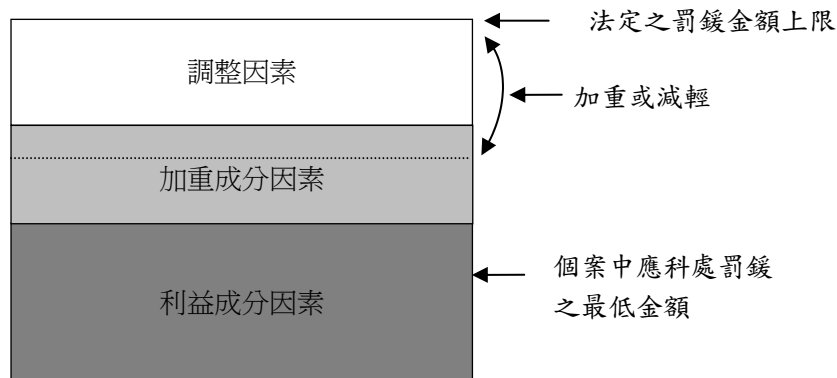 法定之罰鍰金額上限
調整因素
加重或減輕
加重成分因素
個案中應科處罰鍰
之最低金額
利益成分因素